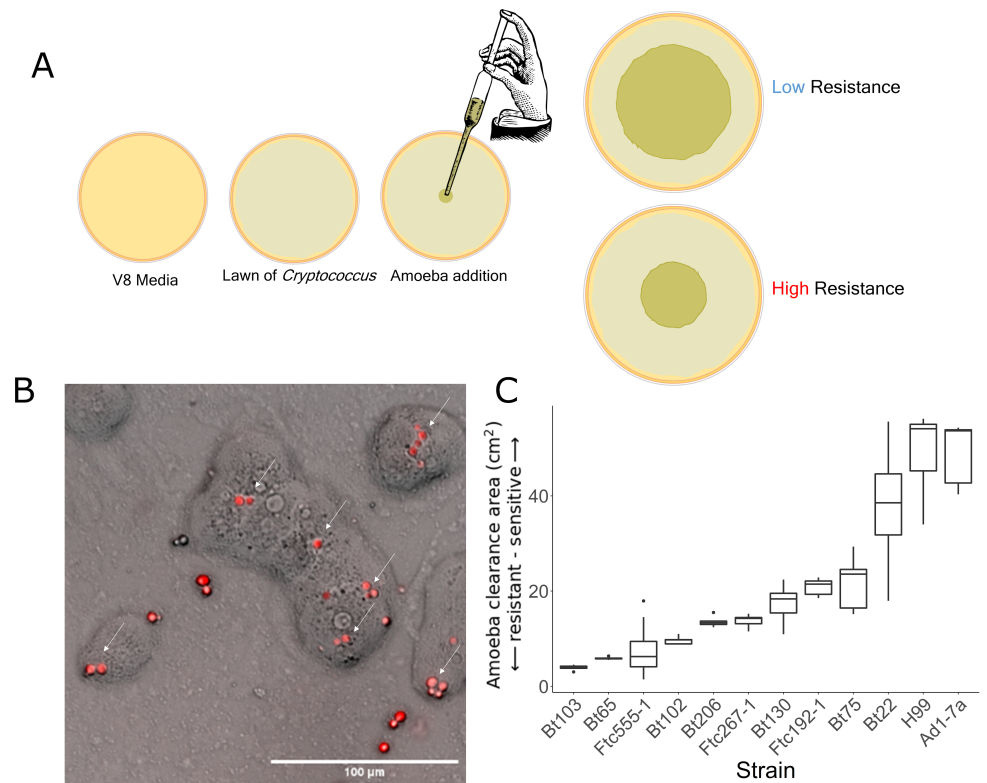 A
V8 Media
Lawn of Cryptococcus
Amoeba addition
Low Resistance
High Resistance
B
100 µm
C
Amoeba clearance area (cm²)
←— resistant - sensitive —→
0
20
40
Bt103
Bt65
Ftc555-1
Bt102
Bt206
Ftc267-1
Bt130
Ftc192-1
Bt75
Bt22
H99
Ad1-7a
Strain